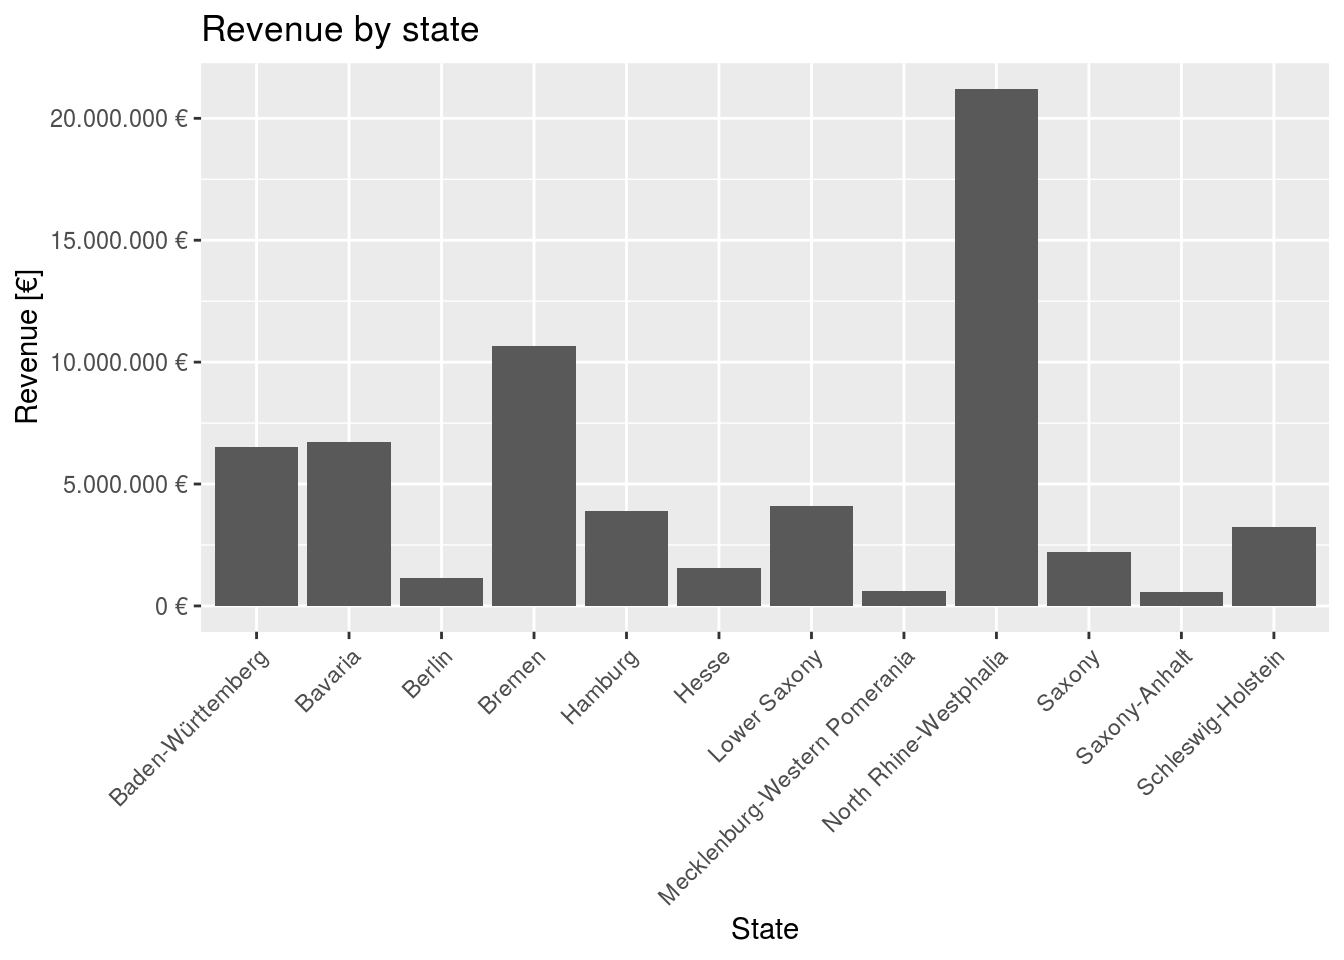 Revenue by state
Revenue [€]
20.000.000 €
15.000.000 €
10.000.000 €
5.000.000 €
0 €
Baden-Württemberg
Bavaria
Berlin
Bremen
Hamburg
Hesse
Lower Saxony
Mecklenburg-Western Pomerania
North Rhine-Westphalia
Saxony
Saxony-Anhalt
Schleswig-Holstein
State